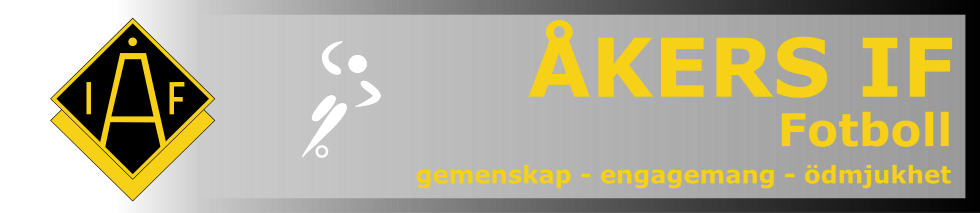 IÅF
ÅKERS IF
Fotboll
gemenskap - engagemang - ödmjukhet